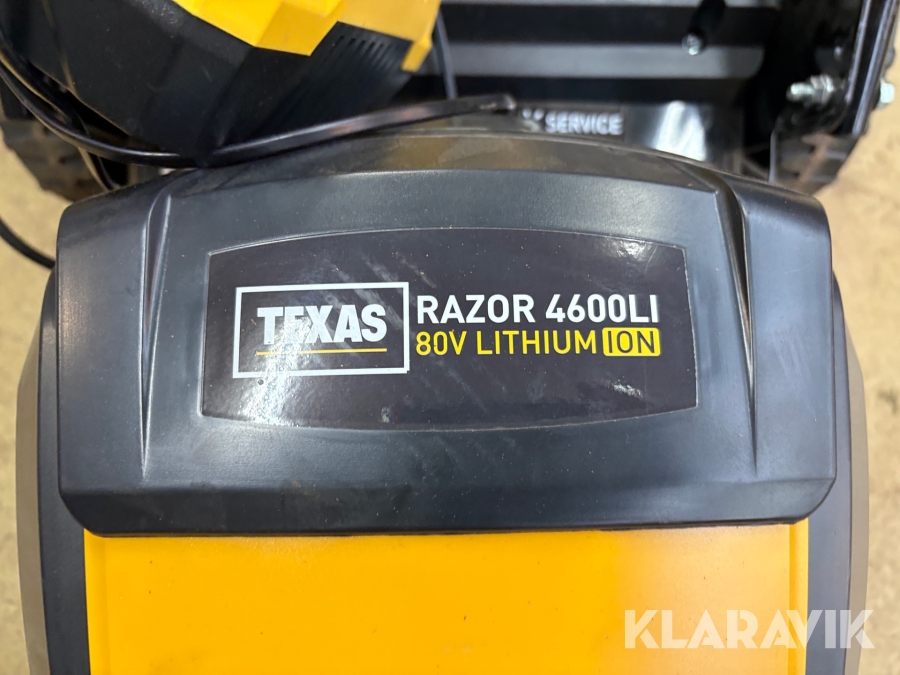 SERVICE
TEXAS
RAZOR 4600LI
80V LITHIUM ION
KLARAVIK